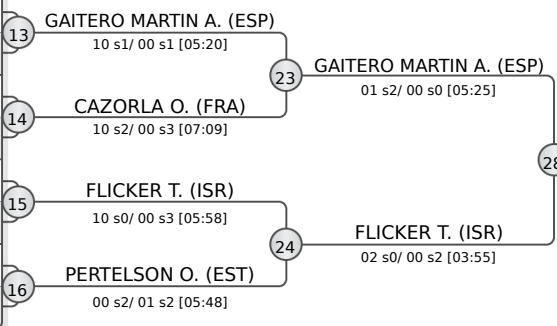 13
GAITERO MARTIN A. (ESP)
10 s1/ 00 s1 [05:20]
23
GAITERO MARTIN A. (ESP)
01 s2/ 00 s0 [05:25]
14
CAZORLA O. (FRA)
10 s2/ 00 s3 [07:09]
28
15
FLICKER T. (ISR)
10 s0/ 00 s3 [05:58]
24
FLICKER T. (ISR)
02 s0/ 00 s2 [03:55]
16
PERTELSON O. (EST)
00 s2/ 01 s2 [05:48]